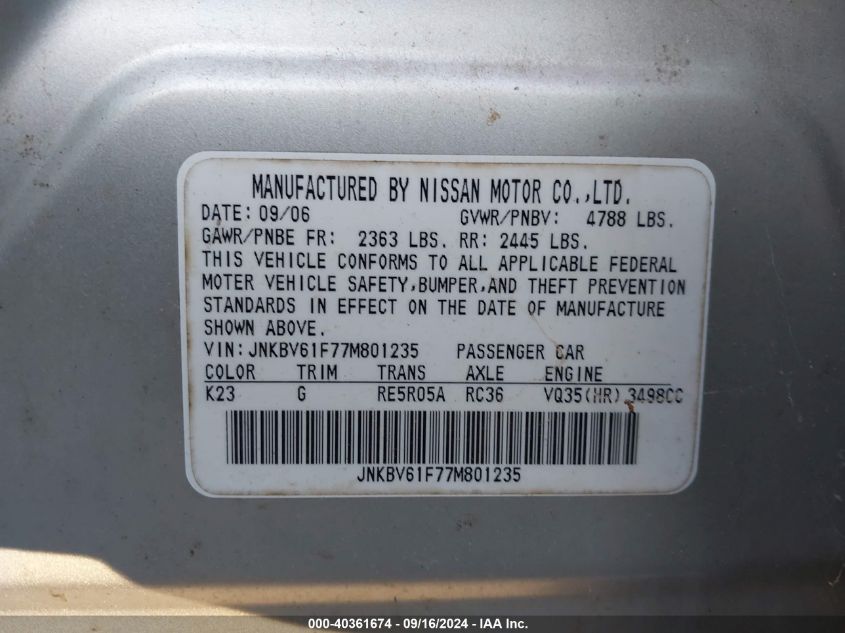 MANUFACTURED BY NISSAN MOTOR CO.,LTD.
DATE: 09/06 GVWR/PNBV: 4788 LBS.
GAWR/PNBE FR: 2363 LBS. RR: 2445 LBS.
THIS VEHICLE CONFORMS TO ALL APPLICABLE FEDERAL
MOTER VEHICLE SAFETY,BUMPER,AND THEFT PREVENTION
STANDARDS IN EFFECT ON THE DATE OF MANUFACTURE
SHOWN ABOVE.
VIN: JNKBV61F77M801235 PASSENGER CAR
COLOR TRIM TRANS AXLE ENGINE
K23 G RE5R05A RC36 VQ35(HR) 3498CC
JNKBV61F77M801235
000-40361674 - 09/16/2024 - IAA Inc.